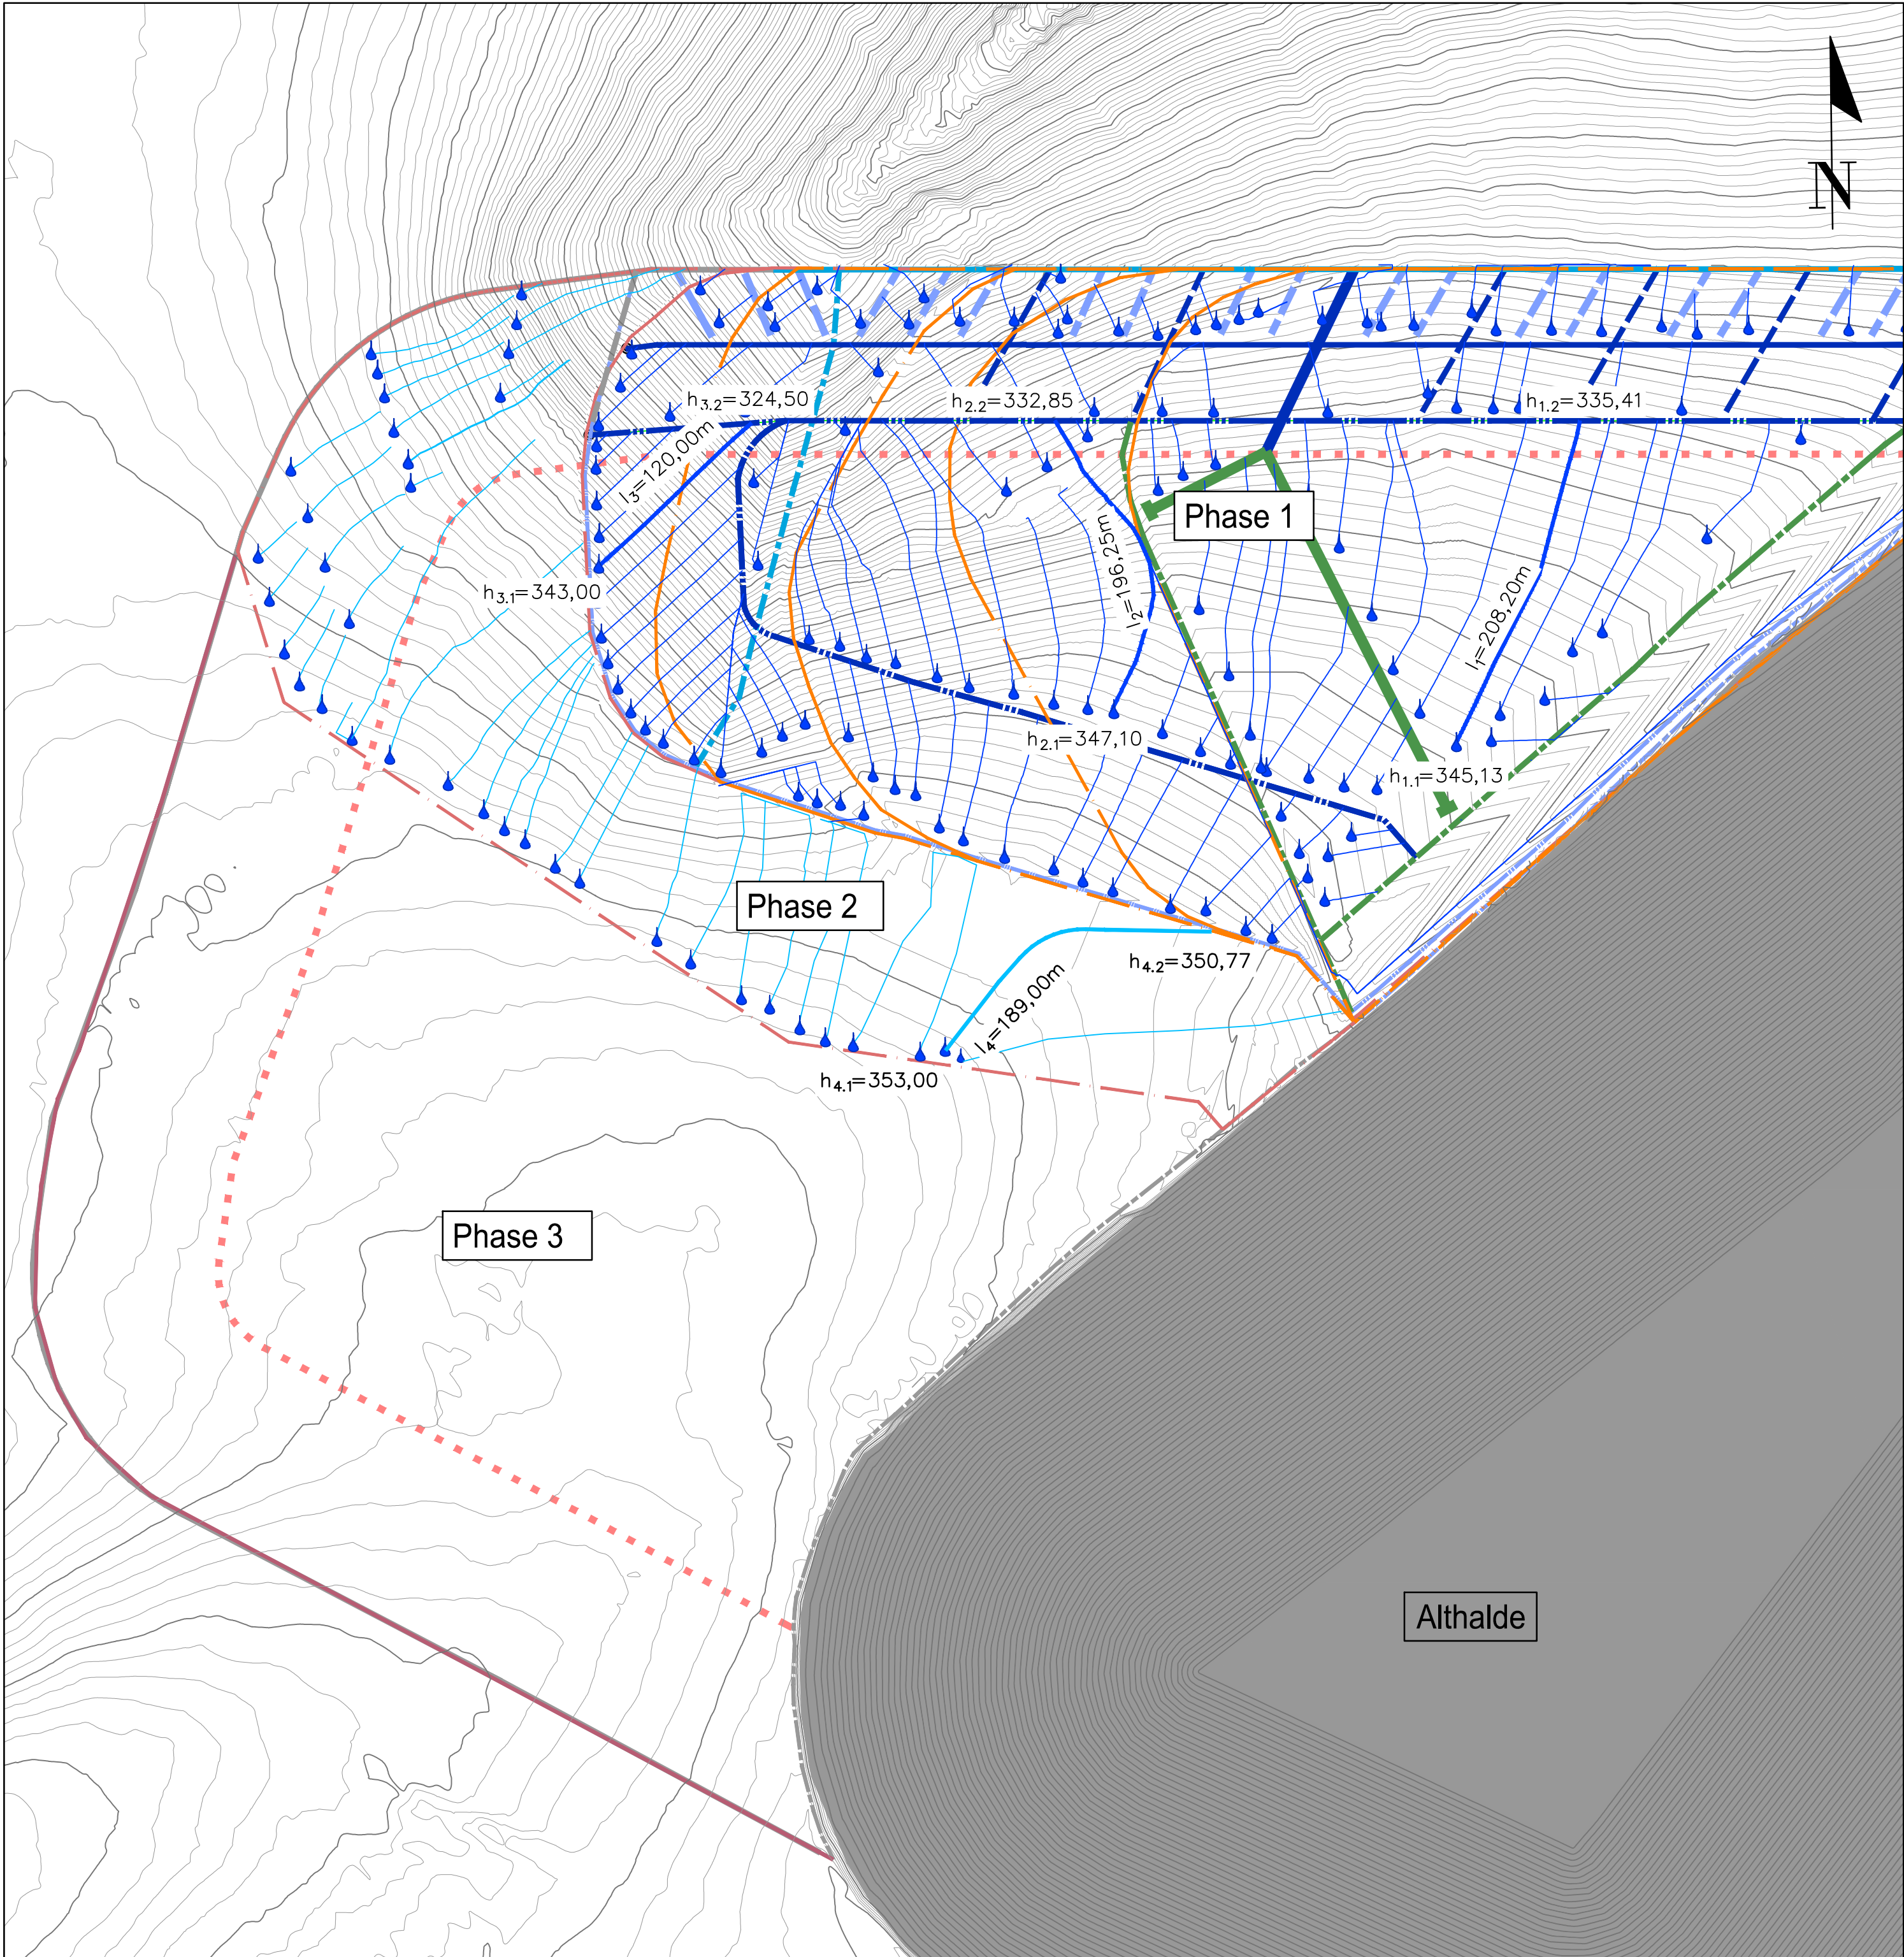 N
h3.2=324,50
h2.2=332,85
h1.2=335,41
l3=120,00m
Phase 1
l2=196,25m
h3.1=343,00
l1=208,20m
h2.1=347,10
h1.1=345,13
Phase 2
h4.2=350,77
l4=189,00m
h4.1=353,00
Phase 3
Althalde